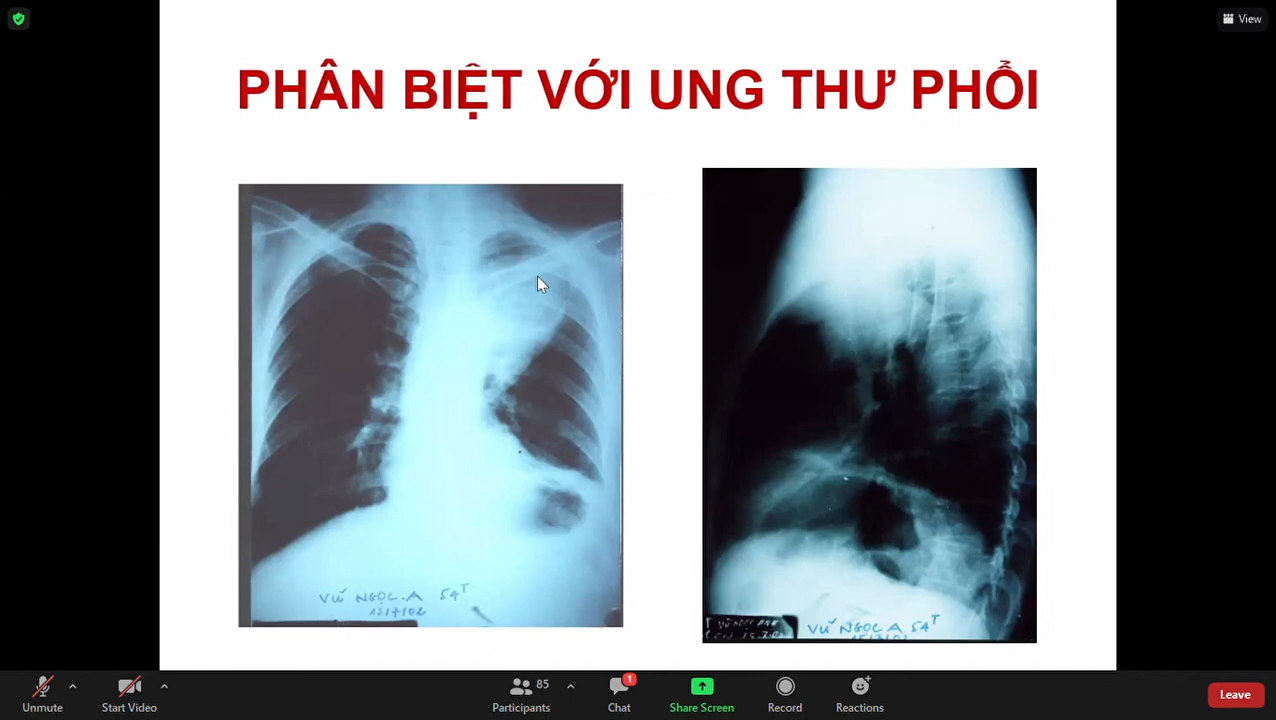 View
PHÂN BIỆT VỚI UNG THƯ PHỔI
VŨ NGỌC.A 54T
VŨ NGỌC A 54T
Unmute
Start Video
85
Participants
1
Chat
Share Screen
Record
Reactions
Leave